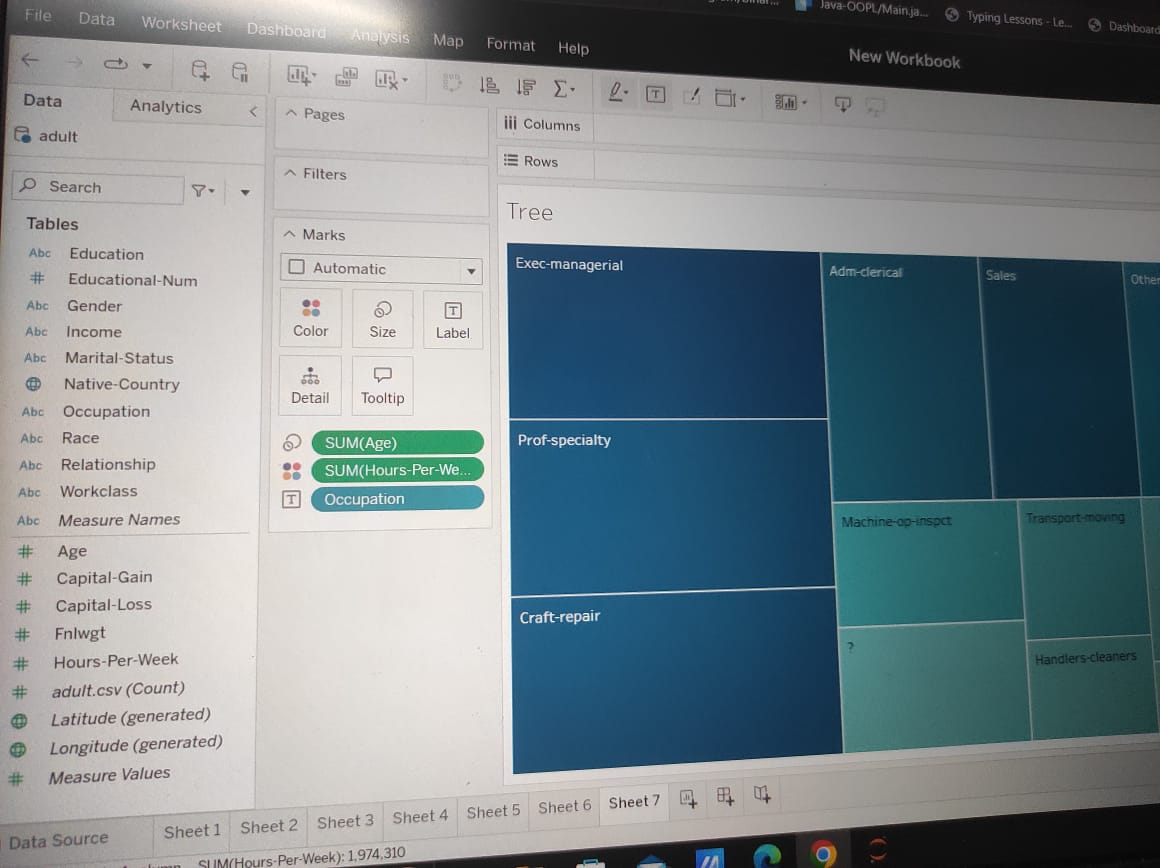 Java-OOPL/Main.ja...
Typing Lessons - Le...
Dashboard
File Data Worksheet Dashboard Analysis Map Format Help
New Workbook
Data
Analytics
adult
Search
Tables
Abc Education
# Educational-Num
Abc Gender
Abc Income
Abc Marital-Status
Native-Country
Abc Occupation
Abc Race
Abc Relationship
Abc Workclass
Abc Measure Names
# Age
# Capital-Gain
# Capital-Loss
# Fnlwgt
# Hours-Per-Week
# adult.csv (Count)
Latitude (generated)
Longitude (generated)
# Measure Values
Pages
Filters
Marks
Automatic
Color
Size
T
Label
Detail
Tooltip
SUM(Age)
SUM(Hours-Per-We...
T Occupation
Columns
Rows
Tree
Exec-managerial
Prof-specialty
Craft-repair
Adm-clerical
Sales
Other
Machine-op-inspct
Transport-moving
?
Handlers-cleaners
Data Source
Sheet 1
Sheet 2
Sheet 3
Sheet 4
Sheet 5
Sheet 6
Sheet 7
SUM(Hours-Per-Week): 1,974,310